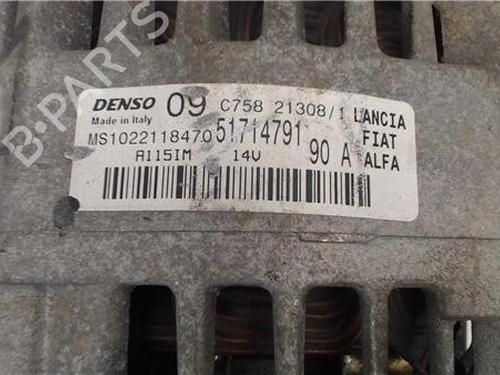 B-PARTS
DENSO 09 C758 21308/1 LANCIA
Made in Italy
MS1022118470 51714791 FIAT
A115IM 14V 90 A ALFA